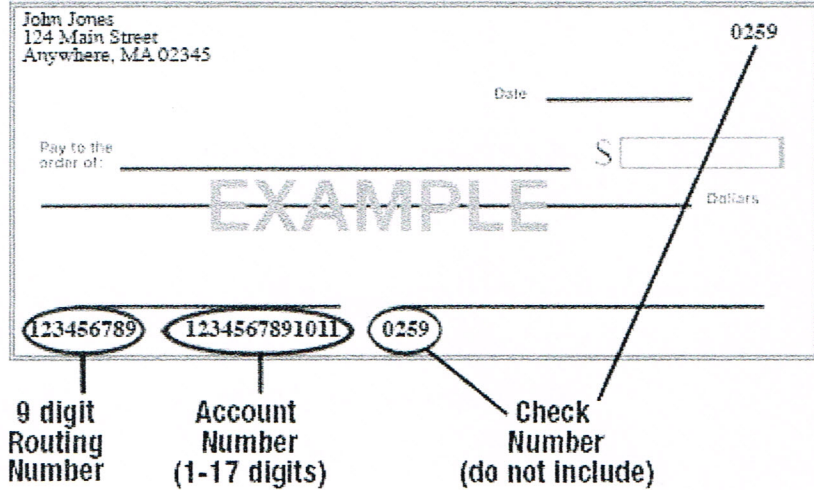 John Jones
124 Main Street
Anywhere, MA 02345
0259
Date
Pay to the
order of:
$
EXAMPLE
Dollars
123456789 1234567891011 0259
9 digit
Routing
Number
Account
Number
(1-17 digits)
Check
Number
(do not include)